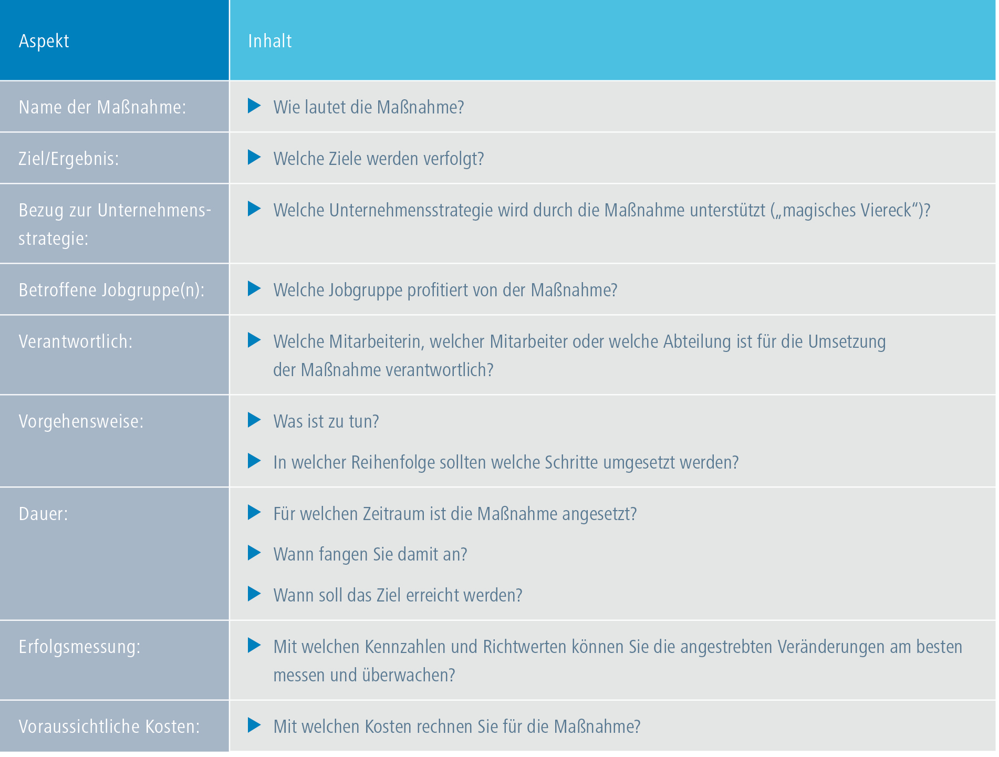 Aspekt
Inhalt
Name der Maßnahme:
Wie lautet die Maßnahme?
Ziel/Ergebnis:
Welche Ziele werden verfolgt?
Bezug zur Unternehmens-
strategie:
Welche Unternehmensstrategie wird durch die Maßnahme unterstützt („magisches Viereck“)?
Betroffene Jobgruppe(n):
Welche Jobgruppe profitiert von der Maßnahme?
Verantwortlich:
Welche Mitarbeiterin, welcher Mitarbeiter oder welche Abteilung ist für die Umsetzung
der Maßnahme verantwortlich?
Vorgehensweise:
Was ist zu tun?
In welcher Reihenfolge sollten welche Schritte umgesetzt werden?
Dauer:
Für welchen Zeitraum ist die Maßnahme angesetzt?
Wann fangen Sie damit an?
Wann soll das Ziel erreicht werden?
Erfolgsmessung:
Mit welchen Kennzahlen und Richtwerten können Sie die angestrebten Veränderungen am besten
messen und überwachen?
Voraussichtliche Kosten:
Mit welchen Kosten rechnen Sie für die Maßnahme?